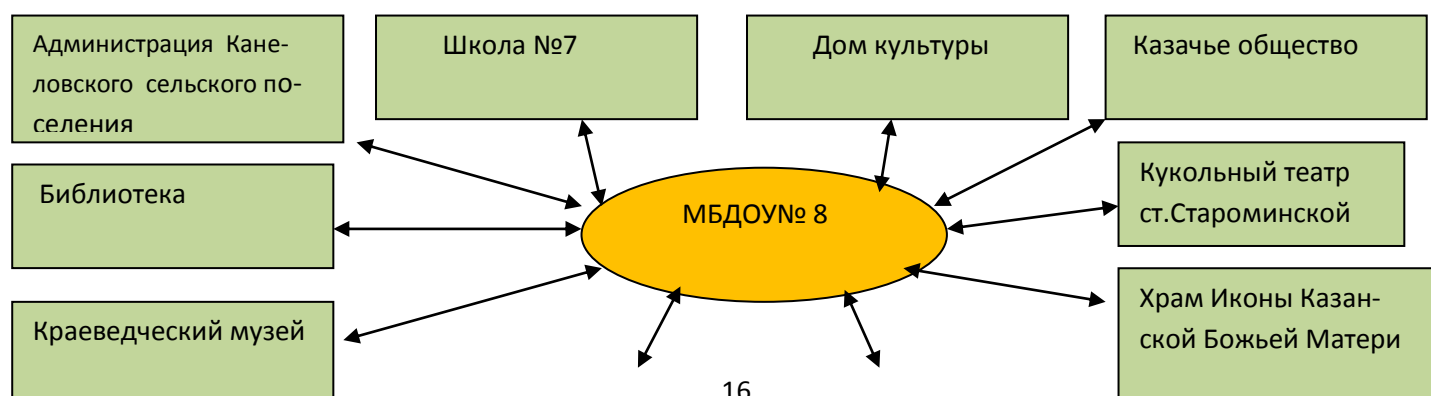 Администрация Кане-
ловского сельского по-
селения
Школа №7
Дом культуры
Казачье общество
Библиотека
МБДОУ№ 8
Кукольный театр
ст.Староминской
Краеведческий музей
Храм Иконы Казан-
ской Божьей Матери
16